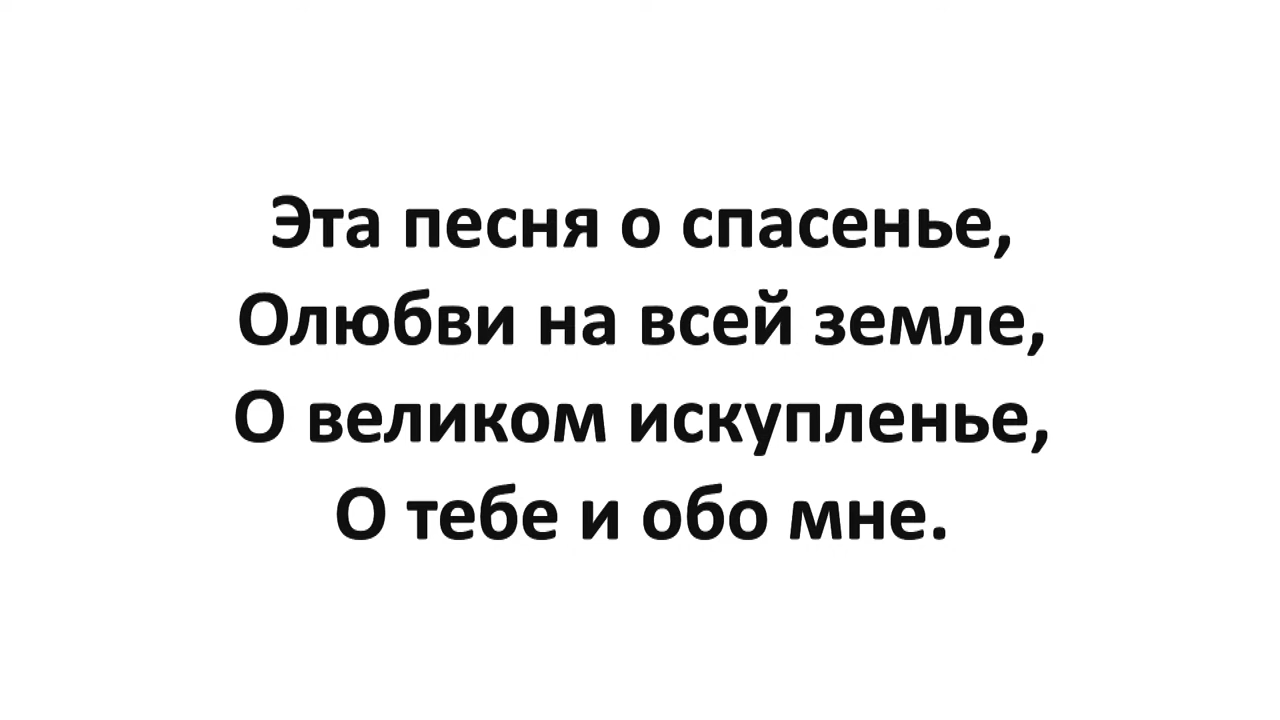 Эта песня о спасенье,
Олюбви на всей земле,
О великом искупленье,
О тебе и обо мне.